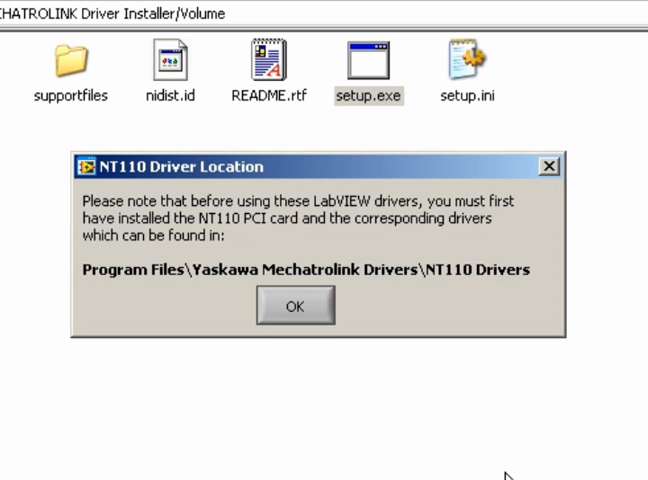 HATROLINK Driver Installer/Volume
supportfiles
nidist.id
README.rtf
setup.exe
setup.ini
NT110 Driver Location
Please note that before using these LabVIEW drivers, you must first
have installed the NT110 PCI card and the corresponding drivers
which can be found in:
Program Files\Yaskawa Mechatrolink Drivers\NT110 Drivers
OK